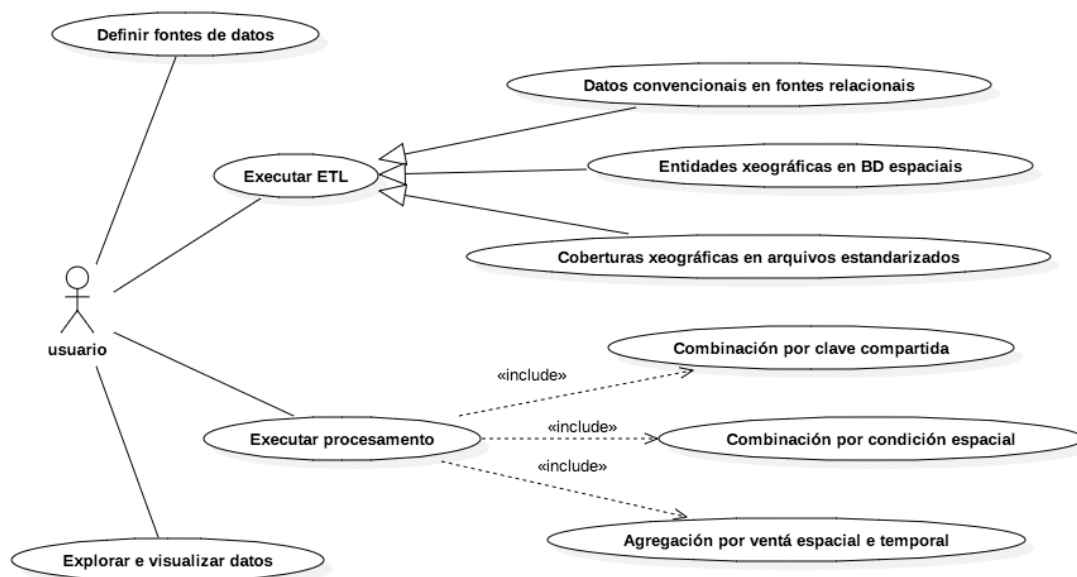 Definir fontes de datos
Datos convencionais en fontes relacionais
Executar ETL
Entidades xeográficas en BD espaciais
Coberturas xeográficas en arquivos estandarizados
usuario
Combinación por clave compartida
«include»
Executar procesamento
«include»
Combinación por condición espacial
«include»
Agregación por ventá espacial e temporal
Explorar e visualizar datos